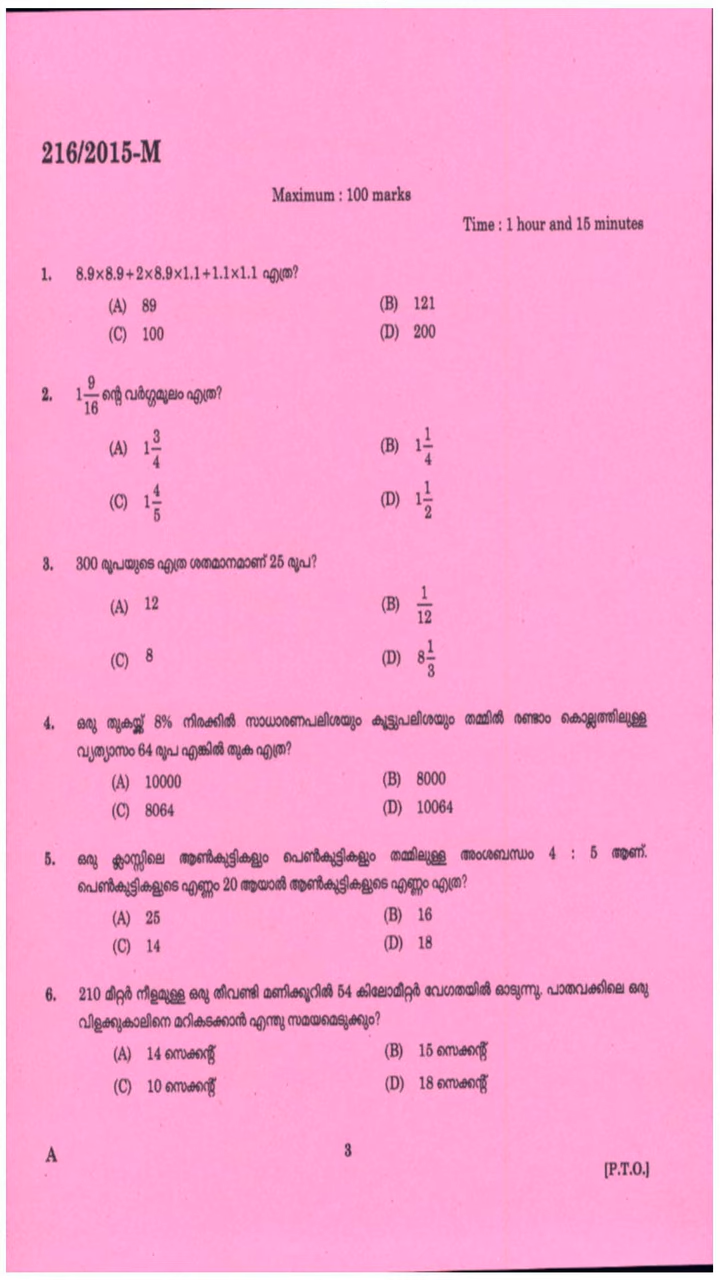 216/2015-M
Maximum : 100 marks
Time : 1 hour and 15 minutes
1. 8.9×8.9+2×8.9×1.1+1.1×1.1 എത്ര?
(A) 89 (B) 121
(C) 100 (D) 200
2. 1 9/16 ന്റെ വർഗ്ഗമൂലം എത്ര?
(A) 1 3/4 (B) 1 1/4
(C) 1 4/5 (D) 1 1/2
3. 300 രൂപയുടെ എത്ര ശതമാനമാണ് 25 രൂപ?
(A) 12 (B) 1/12
(C) 8 (D) 8 1/3
4. ഒരു തുകയ്ക്ക് 8% നിരക്കിൽ സാധാരണപലിശയും കൂട്ടുപലിശയും തമ്മിൽ രണ്ടാം കൊല്ലത്തിലുള്ള
വ്യത്യാസം 64 രൂപ എങ്കിൽ തുക എത്ര?
(A) 10000 (B) 8000
(C) 8064 (D) 10064
5. ഒരു ക്ലാസ്സിലെ ആൺകുട്ടികളും പെൺകുട്ടികളും തമ്മിലുള്ള അംശബന്ധം 4 : 5 ആണ്.
പെൺകുട്ടികളുടെ എണ്ണം 20 ആയാൽ ആൺകുട്ടികളുടെ എണ്ണം എത്ര?
(A) 25 (B) 16
(C) 14 (D) 18
6. 210 മീറ്റർ നീളമുള്ള ഒരു തീവണ്ടി മണിക്കൂറിൽ 54 കിലോമീറ്റർ വേഗതയിൽ ഓടുന്നു. പാതവക്കിലെ ഒരു
വിളക്കുകാലിനെ മറികടക്കാൻ എന്തു സമയമെടുക്കും?
(A) 14 സെക്കന്റ് (B) 15 സെക്കന്റ്
(C) 10 സെക്കന്റ് (D) 18 സെക്കന്റ്
A 3
[P.T.O.]